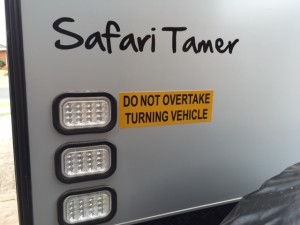 Safari Tamer
DO NOT OVERTAKE
TURNING VEHICLE